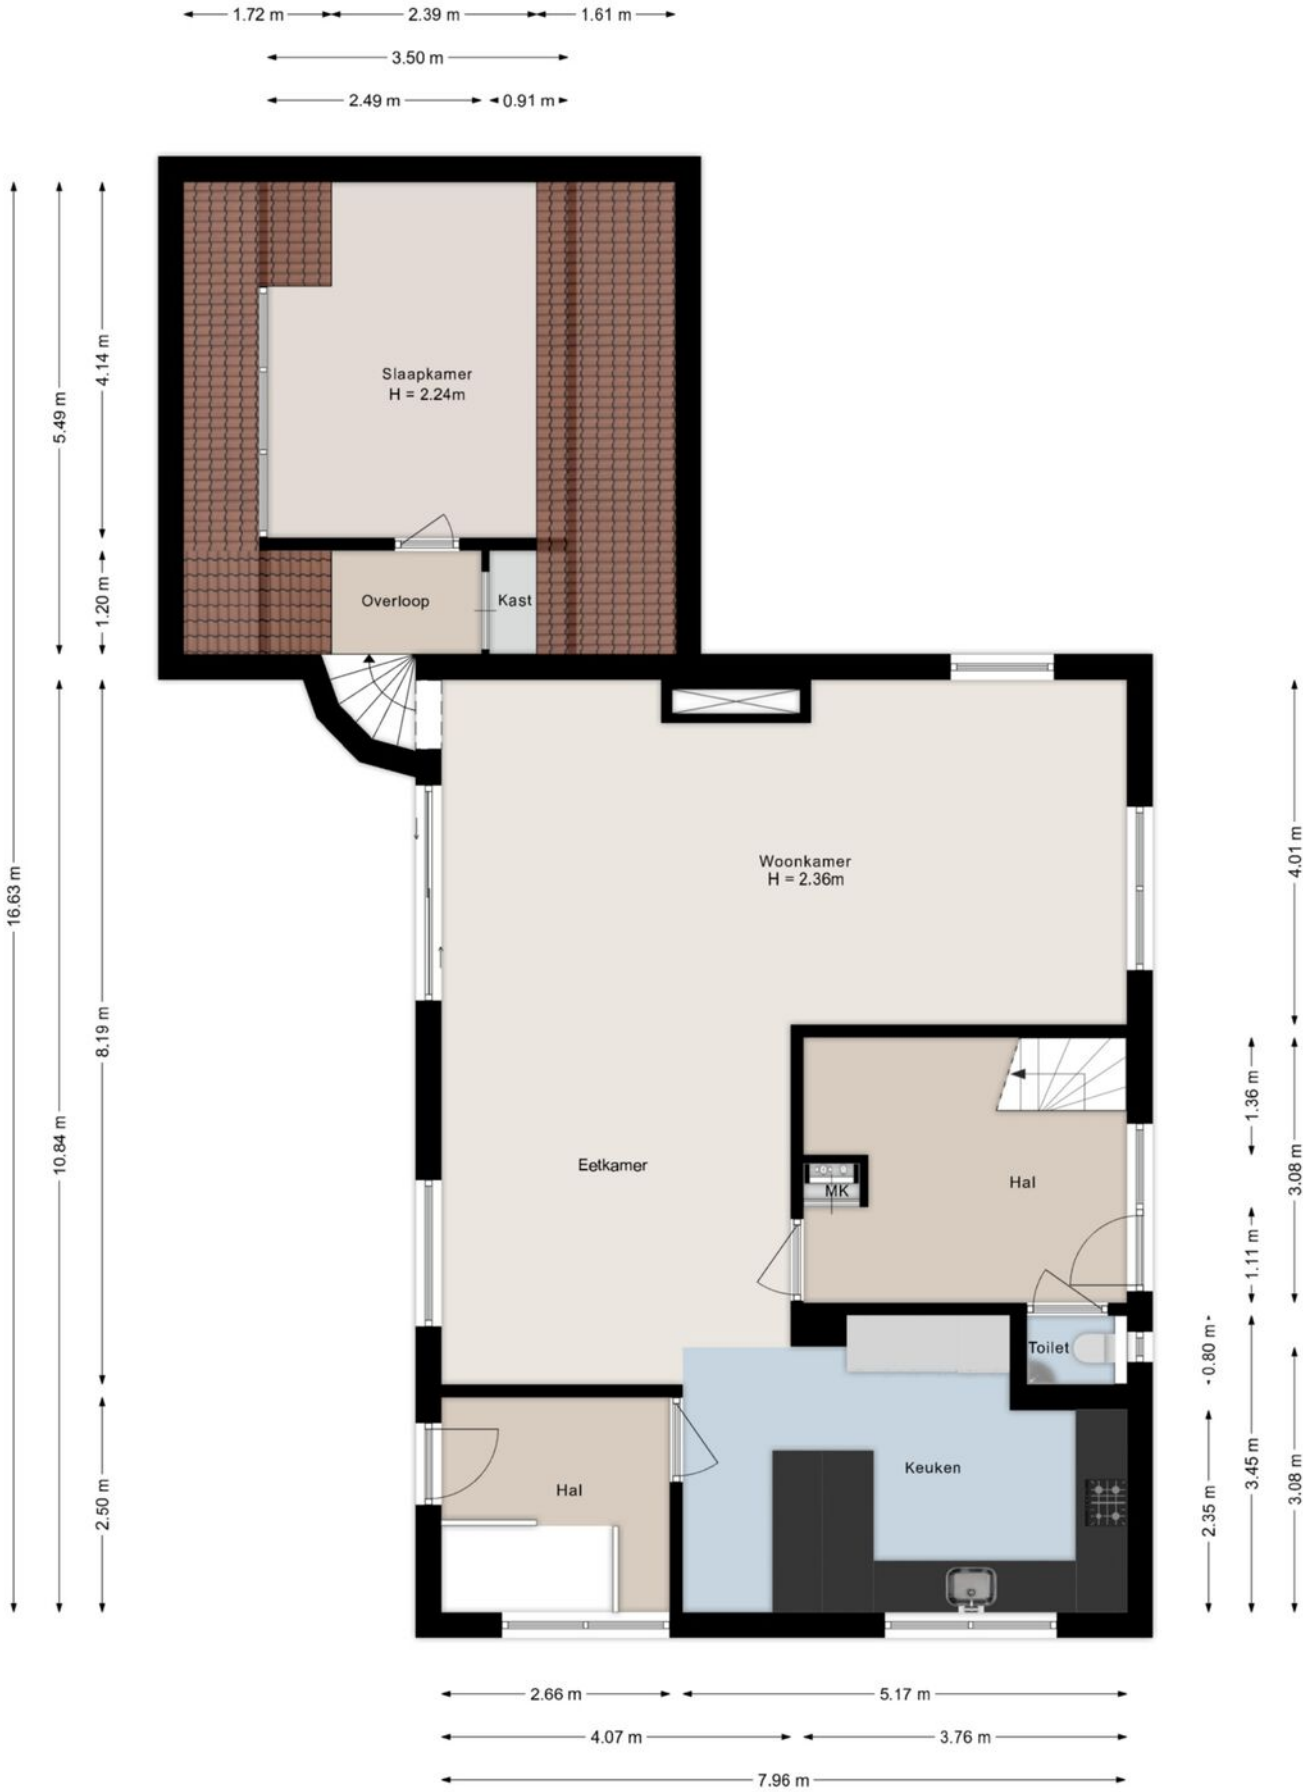 1.72 m
2.39 m
1.61 m
3.50 m
2.49 m
0.91 m
16.63 m
5.49 m
4.14 m
1.20 m
Slaapkamer
H = 2.24m
Overloop
Kast
10.84 m
8.19 m
2.50 m
Woonkamer
H = 2.36m
Eetkamer
MK
Hal
Toilet
Keuken
Hal
4.01 m
1.36 m
3.08 m
1.11 m
0.80 m
3.45 m
2.35 m
3.08 m
2.66 m
5.17 m
4.07 m
3.76 m
7.96 m